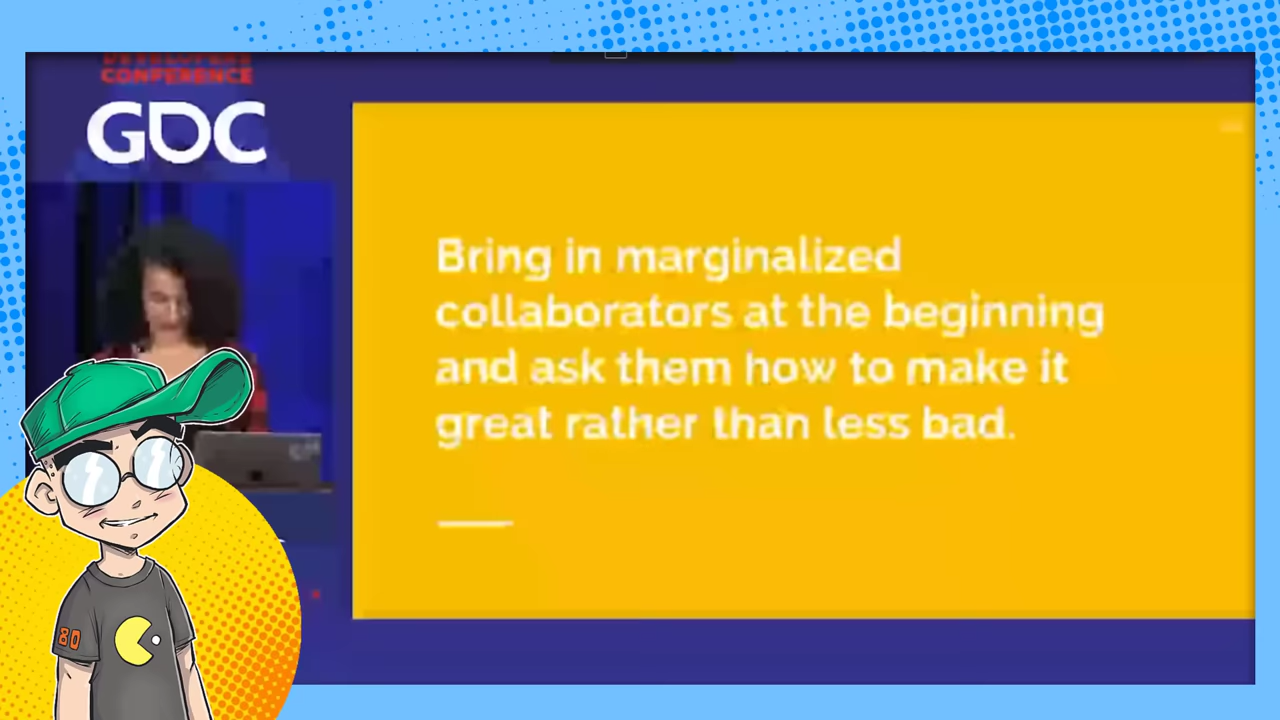 CONFERENCE
GDC
Bring in marginalized
collaborators at the beginning
and ask them how to make it
great rather than less bad.
80